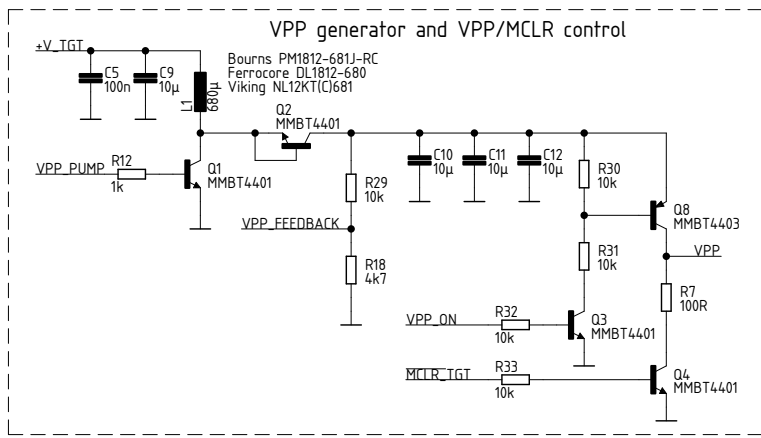 VPP generator and VPP/MCLR control
+V_TGT
Bourns PM1812-681J-RC
Ferrocore DL1812-680
Viking NL12KT(C)681
C5
100n
C9
10µ
L1
680µ
Q2
MMBT4401
VPP_PUMP
R12
1k
Q1
MMBT4401
R29
10k
C10
10µ
C11
10µ
C12
10µ
R30
10k
VPP_FEEDBACK
Q8
MMBT4403
R18
4k7
R31
10k
VPP
R7
100R
VPP_ON
R32
10k
Q3
MMBT4401
MCLR_TGT
R33
10k
Q4
MMBT4401